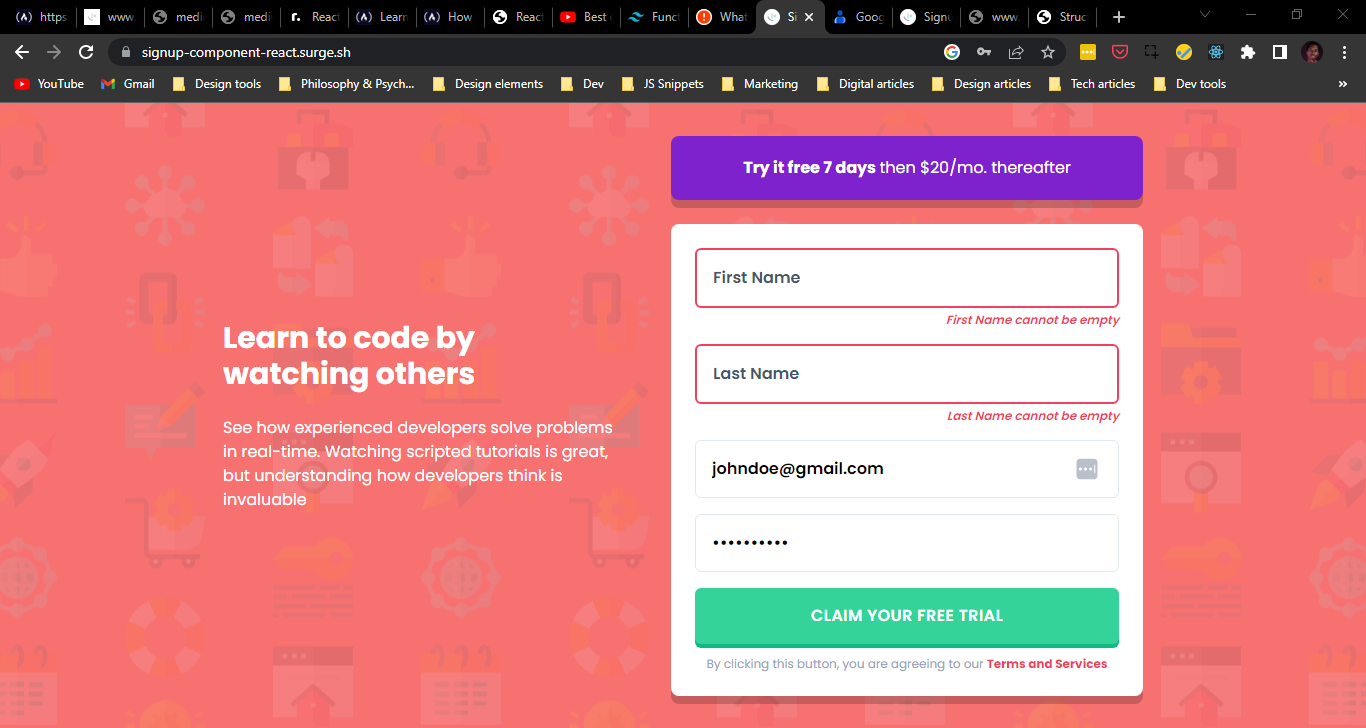 https
www.
medi
medi
React
Learn
How
React
Best
Funct
What
Si
Goog
Signu
www.
Struc
signup-component-react.surge.sh
YouTube
Gmail
Design tools
Philosophy & Psych...
Design elements
Dev
JS Snippets
Marketing
Digital articles
Design articles
Tech articles
Dev tools
»
Try it free 7 days then $20/mo. thereafter
Learn to code by
watching others
See how experienced developers solve problems
in real-time. Watching scripted tutorials is great,
but understanding how developers think is
invaluable
First Name
First Name cannot be empty
Last Name
Last Name cannot be empty
johndoe@gmail.com
••••••••••
CLAIM YOUR FREE TRIAL
By clicking this button, you are agreeing to our Terms and Services